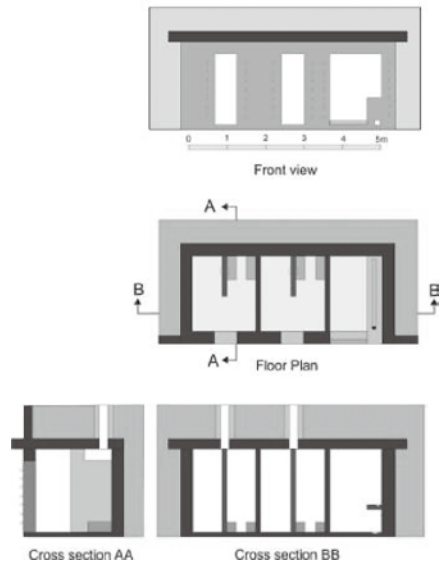 0 1 2 3 4 5m
Front view
A
B B
A
Floor Plan
Cross section AA Cross section BB